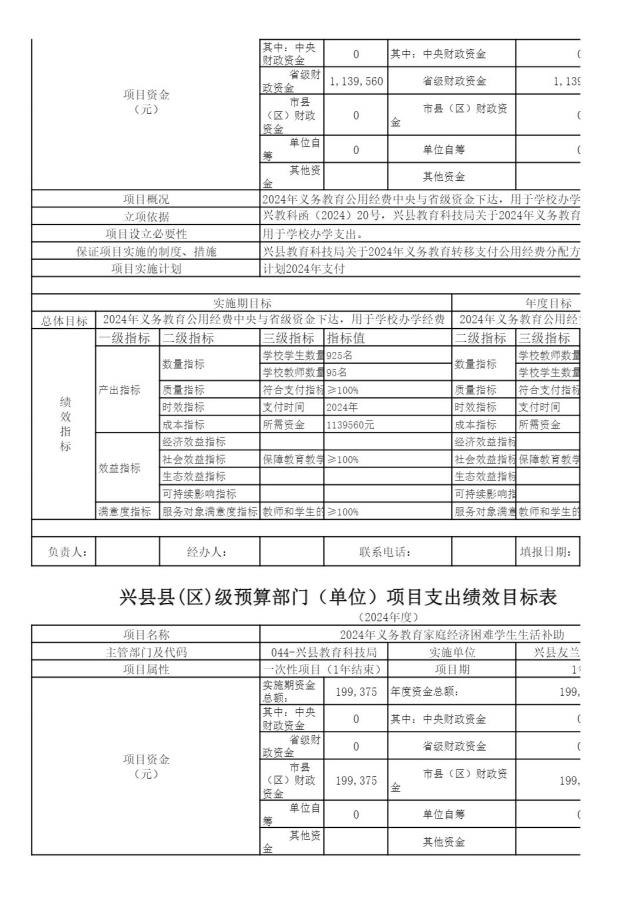 其中：中央财政资金 0 其中：中央财政资金
项目资金（元） 省级财政资金 1,139,560 省级财政资金 1,139
市县（区）财政资金 0 市县（区）财政资金
单位自筹 0 单位自筹
其他资金 其他资金
项目概况 2024年义务教育公用经费中央与省级资金下达，用于学校办学
立项依据 兴教科函（2024）20号，兴县教育科技局关于2024年义务教育
项目设立必要性 用于学校办学支出。
保证项目实施的制度、措施 兴县教育科技局关于2024年义务教育转移支付公用经费分配方
项目实施计划 计划2024年支付
实施期目标 年度目标
总体目标 2024年义务教育公用经费中央与省级资金下达，用于学校办学经费 2024年义务教育公用经
绩效指标 一级指标 二级指标 三级指标 指标值 二级指标 三级指标
产出指标 数量指标 学校学生数量 925名 数量指标 学校教师数量
学校教师数量 95名 学校学生数量
质量指标 符合支付指标 ≥100% 质量指标 符合支付指标
时效指标 支付时间 2024年 时效指标 支付时间
成本指标 所需资金 1139560元 成本指标 所需资金
效益指标 经济效益指标 经济效益指标
社会效益指标 保障教育教学 ≥100% 社会效益指标 保障教育教学
生态效益指标 生态效益指标
可持续影响指标 可持续影响指
满意度指标 服务对象满意度指标 教师和学生的 ≥100% 服务对象满意 教师和学生的
负责人： 经办人： 联系电话： 填报日期：
兴县县(区)级预算部门（单位）项目支出绩效目标表
（2024年度）
项目名称 2024年义务教育家庭经济困难学生生活补助
主管部门及代码 044-兴县教育科技局 实施单位 兴县友兰
项目属性 一次性项目（1年结束） 项目期 1
项目资金（元） 实施期资金总额： 199,375 年度资金总额： 199,
其中：中央财政资金 0 其中：中央财政资金
省级财政资金 0 省级财政资金
市县（区）财政资金 199,375 市县（区）财政资金 199,
单位自筹 0 单位自筹
其他资金 其他资金